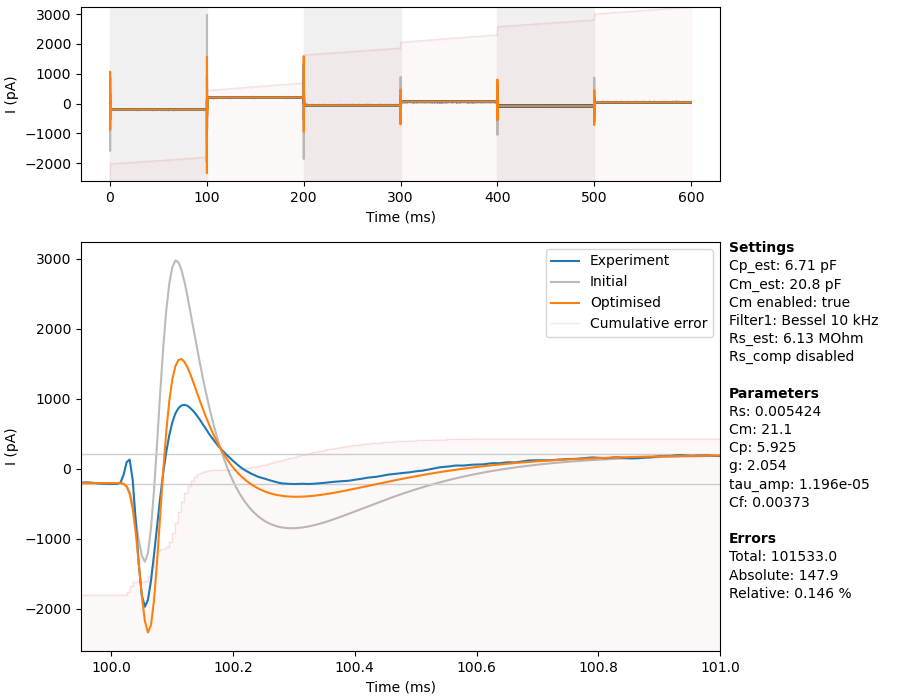 3000
2000
1000
0
−1000
−2000
I (pA)
0 100 200 300 400 500 600
Time (ms)
3000
2000
1000
0
−1000
−2000
I (pA)
100.0 100.2 100.4 100.6 100.8 101.0
Time (ms)
Experiment
Initial
Optimised
Cumulative error
Settings
Cp_est: 6.71 pF
Cm_est: 20.8 pF
Cm enabled: true
Filter1: Bessel 10 kHz
Rs_est: 6.13 MOhm
Rs_comp disabled
Parameters
Rs: 0.005424
Cm: 21.1
Cp: 5.925
g: 2.054
tau_amp: 1.196e-05
Cf: 0.00373
Errors
Total: 101533.0
Absolute: 147.9
Relative: 0.146 %